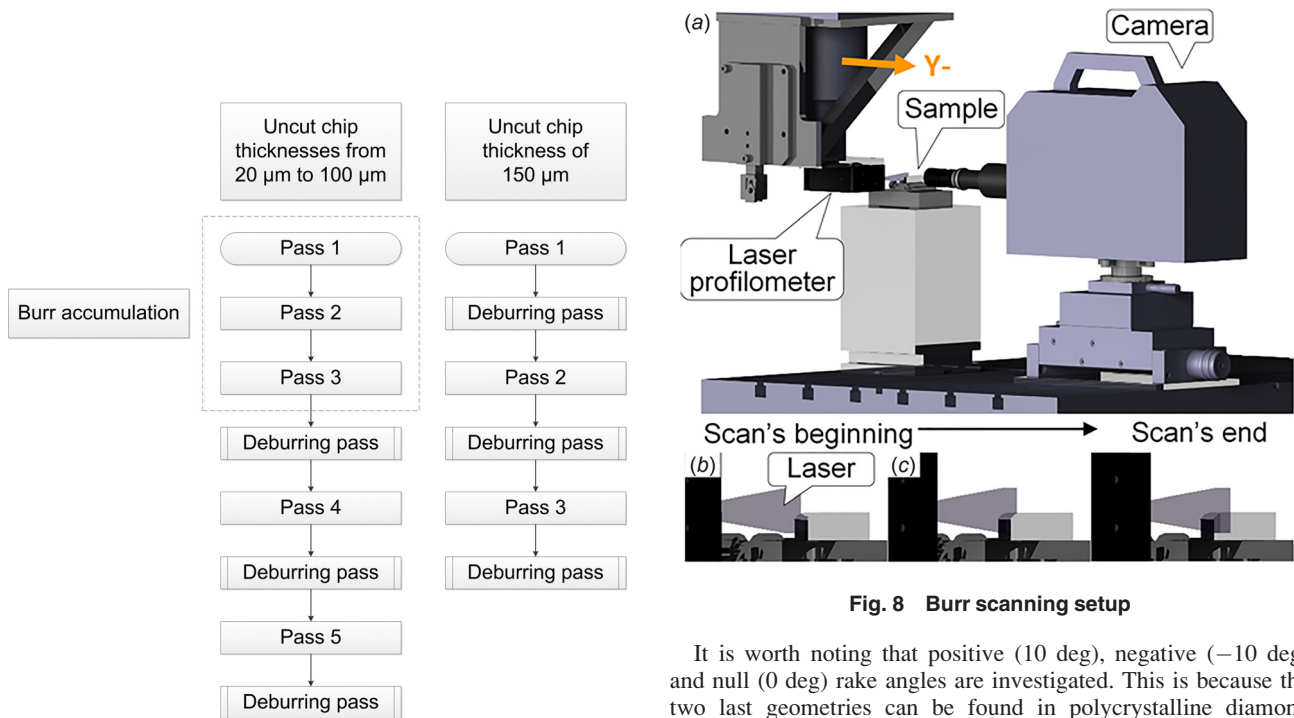 Uncut chip
thicknesses from
20 µm to 100 µm
Burr accumulation
Pass 1
Pass 2
Pass 3
Deburring pass
Pass 4
Deburring pass
Pass 5
Deburring pass
Uncut chip
thickness of
150 µm
Pass 1
Deburring pass
Pass 2
Deburring pass
Pass 3
Deburring pass
(a)
Camera
Y-
Sample
Laser
profilometer
Scan's beginning
Scan's end
(b)
Laser
(c)
Fig. 8 Burr scanning setup
It is worth noting that positive (10 deg), negative (−10 deg
and null (0 deg) rake angles are investigated. This is because th
two last geometries can be found in polycrystalline diamon